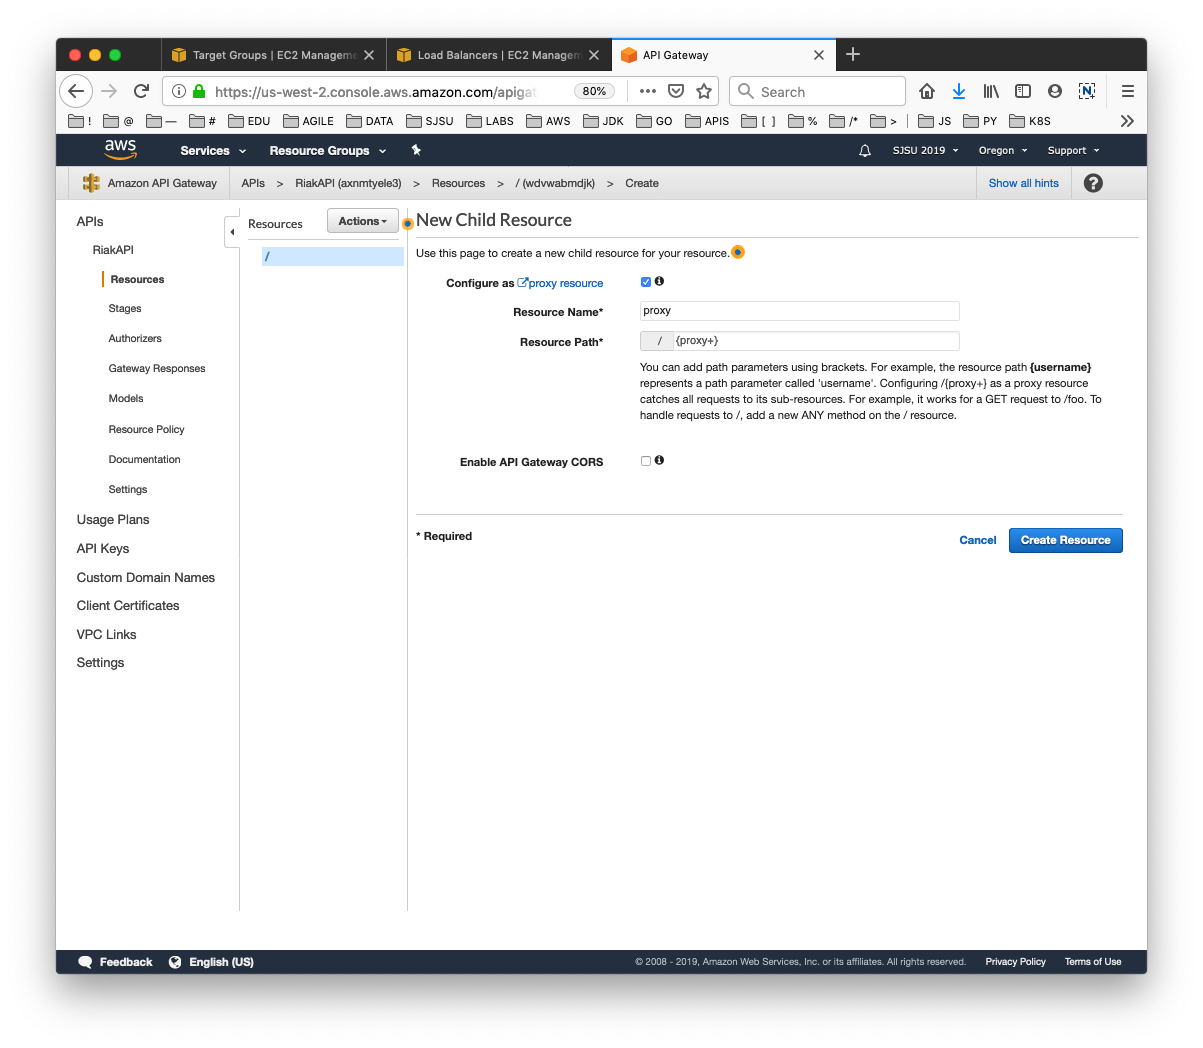 Target Groups | EC2 Manageme
Load Balancers | EC2 Managem
API Gateway
https://us-west-2.console.aws.amazon.com/apigat
80%
Search
! @ — # EDU AGILE DATA SJSU LABS AWS JDK GO APIS [ ] % /* > JS PY K8S
aws
Services
Resource Groups
SJSU 2019
Oregon
Support
Amazon API Gateway
APIs > RiakAPI (axnmtyele3) > Resources > / (wdvwabmdjk) > Create
Show all hints
APIs
RiakAPI
Resources
Stages
Authorizers
Gateway Responses
Models
Resource Policy
Documentation
Settings
Usage Plans
API Keys
Custom Domain Names
Client Certificates
VPC Links
Settings
Resources
Actions
/
New Child Resource
Use this page to create a new child resource for your resource.
Configure as proxy resource
Resource Name*
proxy
Resource Path*
/ {proxy+}
You can add path parameters using brackets. For example, the resource path {username}
represents a path parameter called 'username'. Configuring /{proxy+} as a proxy resource
catches all requests to its sub-resources. For example, it works for a GET request to /foo. To
handle requests to /, add a new ANY method on the / resource.
Enable API Gateway CORS
* Required
Cancel
Create Resource
Feedback
English (US)
© 2008 - 2019, Amazon Web Services, Inc. or its affiliates. All rights reserved.
Privacy Policy
Terms of Use